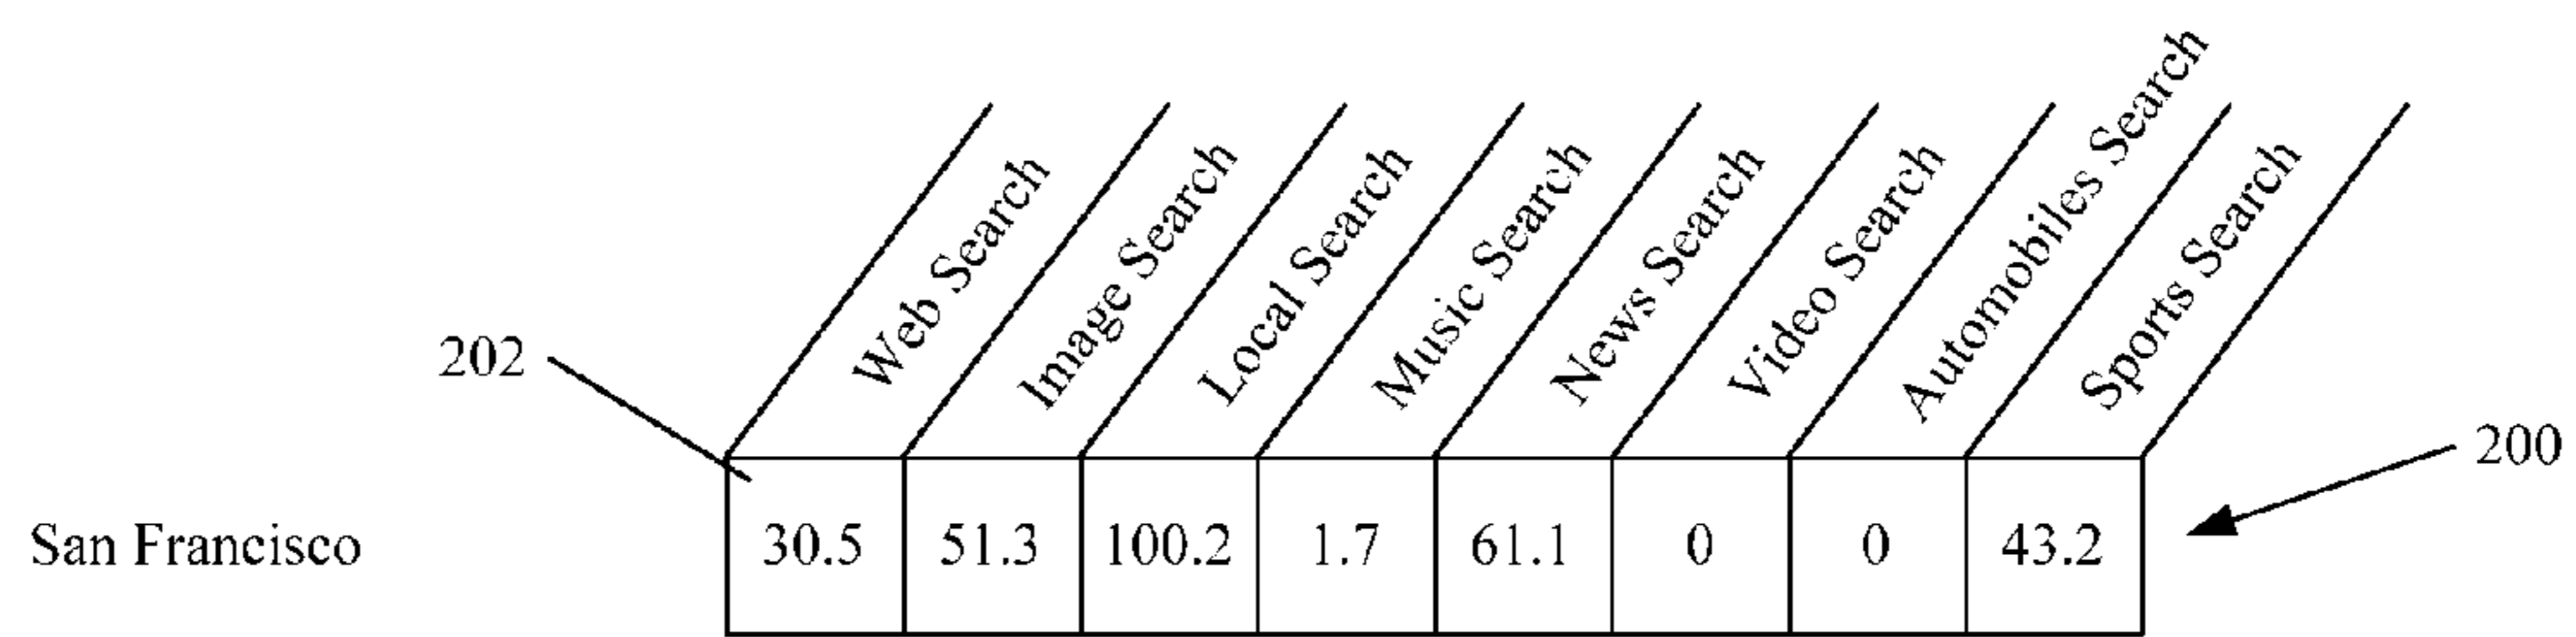 Web Search
Image Search
Local Search
Music Search
News Search
Video Search
Automobiles Search
Sports Search
202
200
San Francisco 30.5 51.3 100.2 1.7 61.1 0 0 43.2